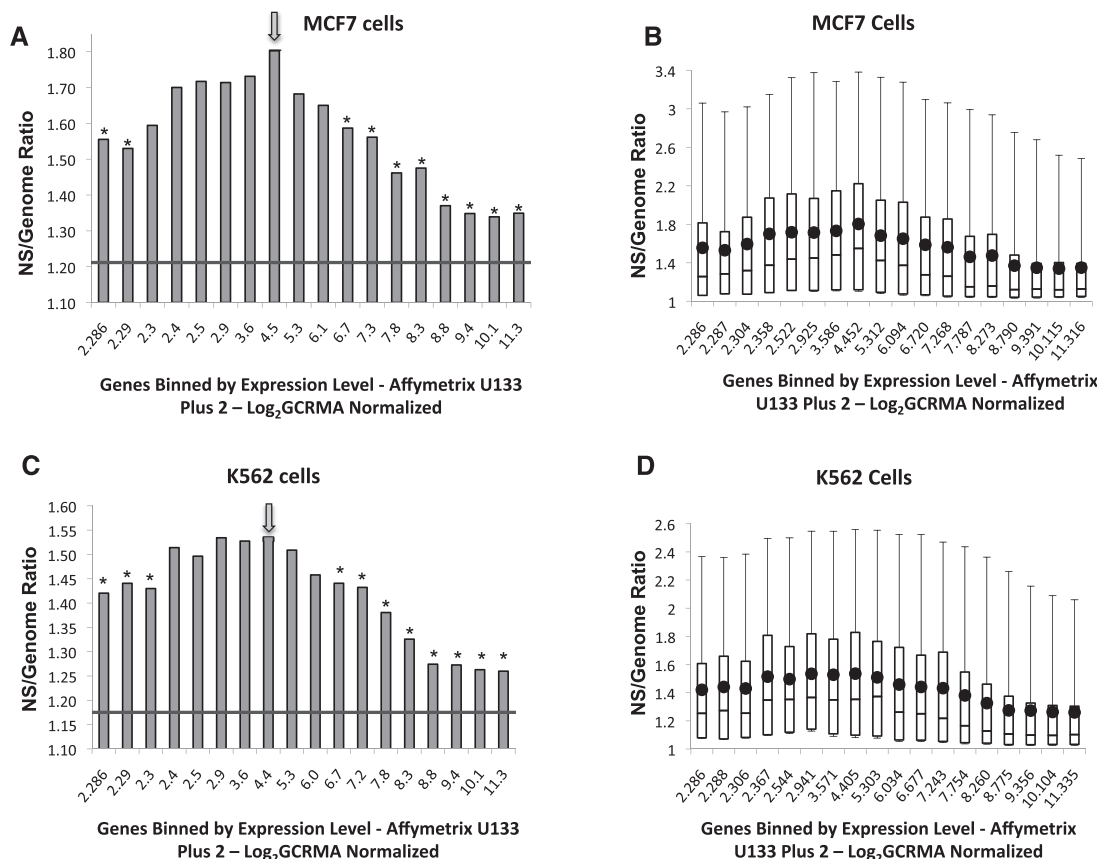 A
MCF7 cells
NS/Genome Ratio
1.80
1.70
1.60
1.50
1.40
1.30
1.20
1.10
* * * * * * * * * *
2.286 2.29 2.3 2.4 2.5 2.9 3.6 4.5 5.3 6.1 6.7 7.3 7.8 8.3 8.8 9.4 10.1 11.3
Genes Binned by Expression Level - Affymetrix U133
Plus 2 – Log2GCRMA Normalized
B
MCF7 Cells
NS/Genome Ratio
3.4
3
2.6
2.2
1.8
1.4
1
2.286 2.287 2.304 2.358 2.522 2.925 3.586 4.452 5.312 6.094 6.720 7.268 7.787 8.273 8.790 9.391 10.115 11.316
Genes Binned by Expression Level - Affymetrix
U133 Plus 2 – Log2GCRMA Normalized
C
K562 cells
NS/Genome Ratio
1.60
1.55
1.50
1.45
1.40
1.35
1.30
1.25
1.20
1.15
1.10
* * * * * * * * * * *
2.286 2.29 2.3 2.4 2.5 2.9 3.6 4.4 5.3 6.0 6.7 7.2 7.8 8.3 8.8 9.4 10.1 11.3
Genes Binned by Expression Level - Affymetrix U133
Plus 2 – Log2GCRMA Normalized
D
K562 Cells
NS/Genome Ratio
2.6
2.4
2.2
2
1.8
1.6
1.4
1.2
1
2.286 2.288 2.306 2.367 2.544 2.941 3.571 4.405 5.303 6.034 6.677 7.243 7.754 8.260 8.775 9.356 10.104 11.335
Genes Binned by Expression Level - Affymetrix
U133 Plus 2 – Log2GCRMA Normalized